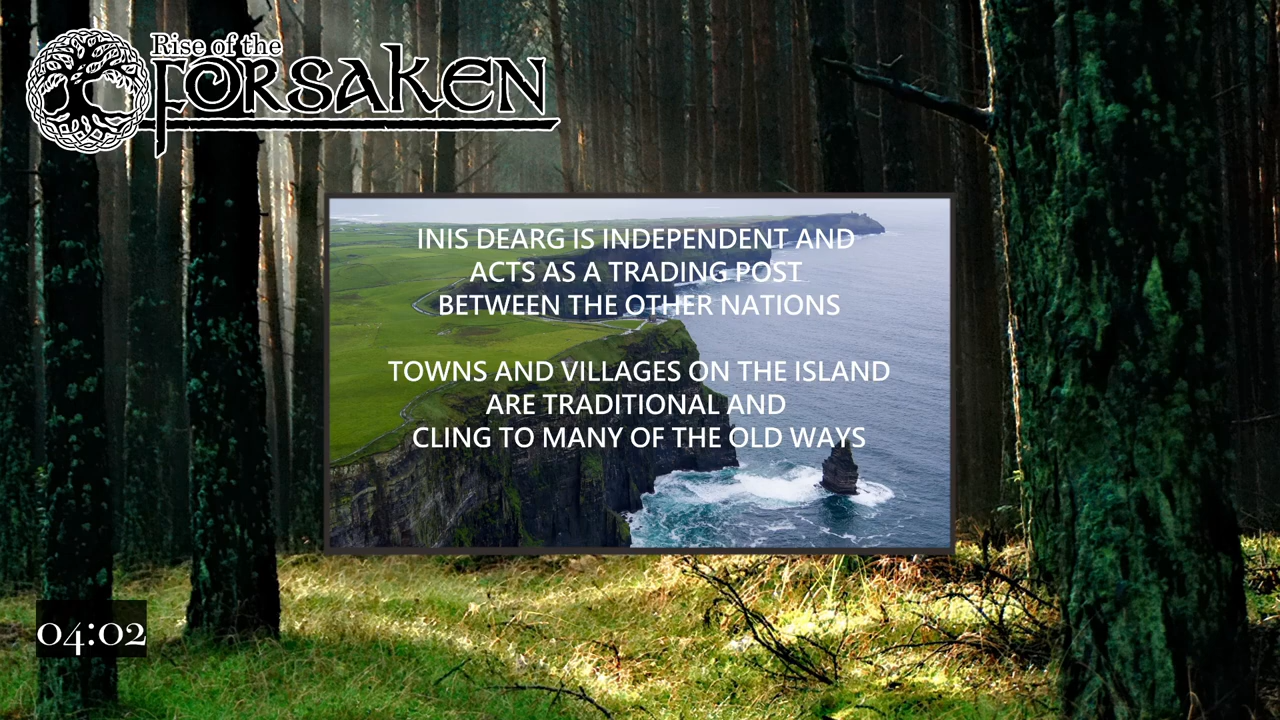 Rise of the
FORSAKEN
INIS DEARG IS INDEPENDENT AND
ACTS AS A TRADING POST
BETWEEN THE OTHER NATIONS
TOWNS AND VILLAGES ON THE ISLAND
ARE TRADITIONAL AND
CLING TO MANY OF THE OLD WAYS
04:02